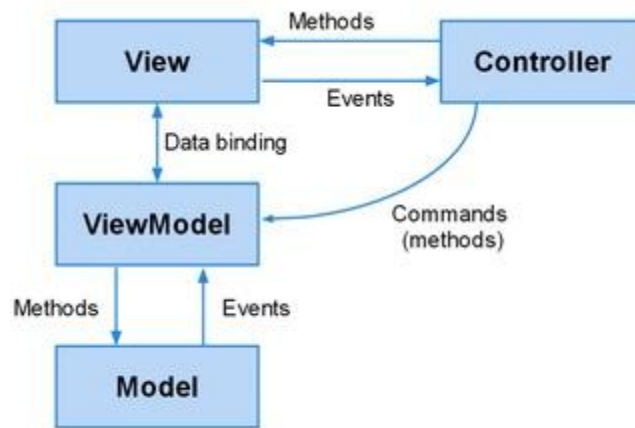 Methods
View
Controller
Events
Data binding
ViewModel
Commands
(methods)
Methods
Events
Model